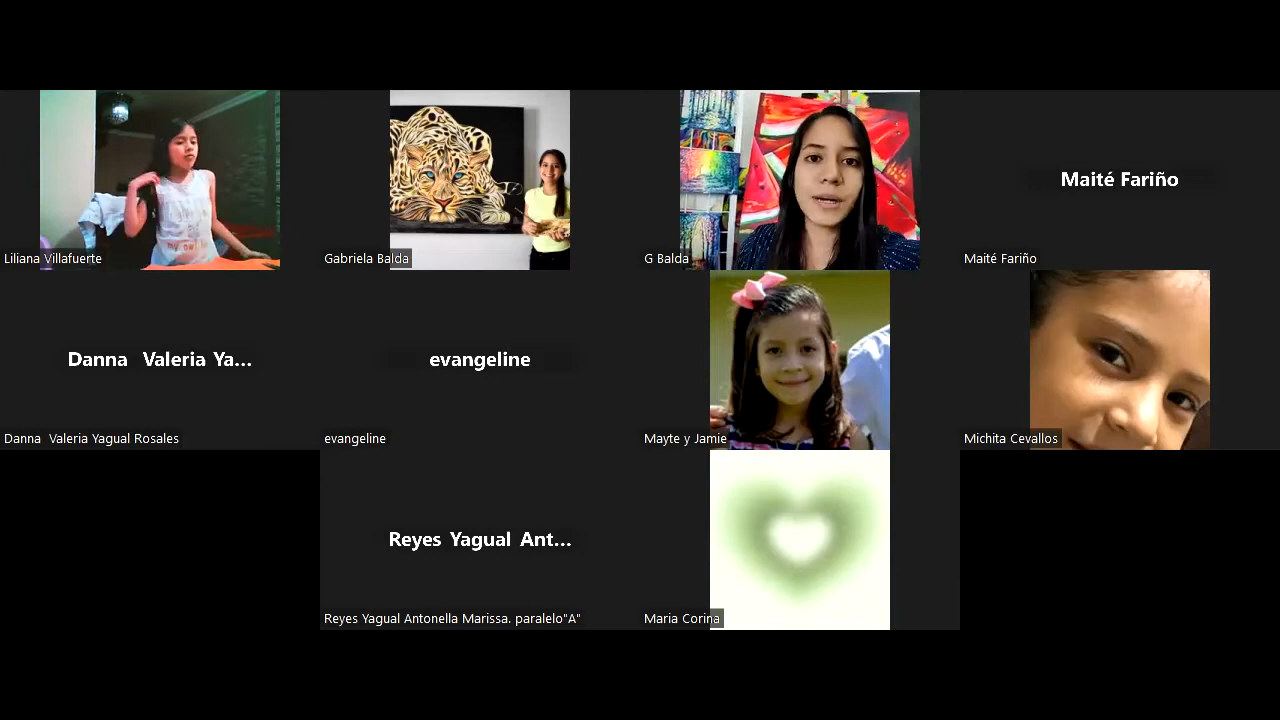 Liliana Villafuerte
Gabriela Balda
G Balda
Maité Fariño
Maité Fariño
Danna Valeria Ya...
Danna Valeria Yagual Rosales
evangeline
evangeline
Mayte y Jamie
Michita Cevallos
Reyes Yagual Ant...
Reyes Yagual Antonella Marissa. paralelo"A"
Maria Corina